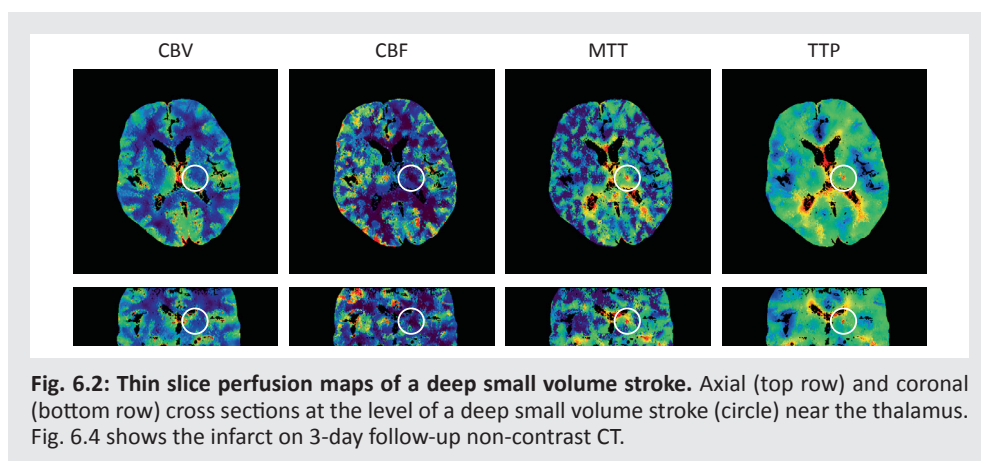 CBV CBF MTT TTP
Fig. 6.2: Thin slice perfusion maps of a deep small volume stroke. Axial (top row) and coronal
(bottom row) cross sections at the level of a deep small volume stroke (circle) near the thalamus.
Fig. 6.4 shows the infarct on 3-day follow-up non-contrast CT.